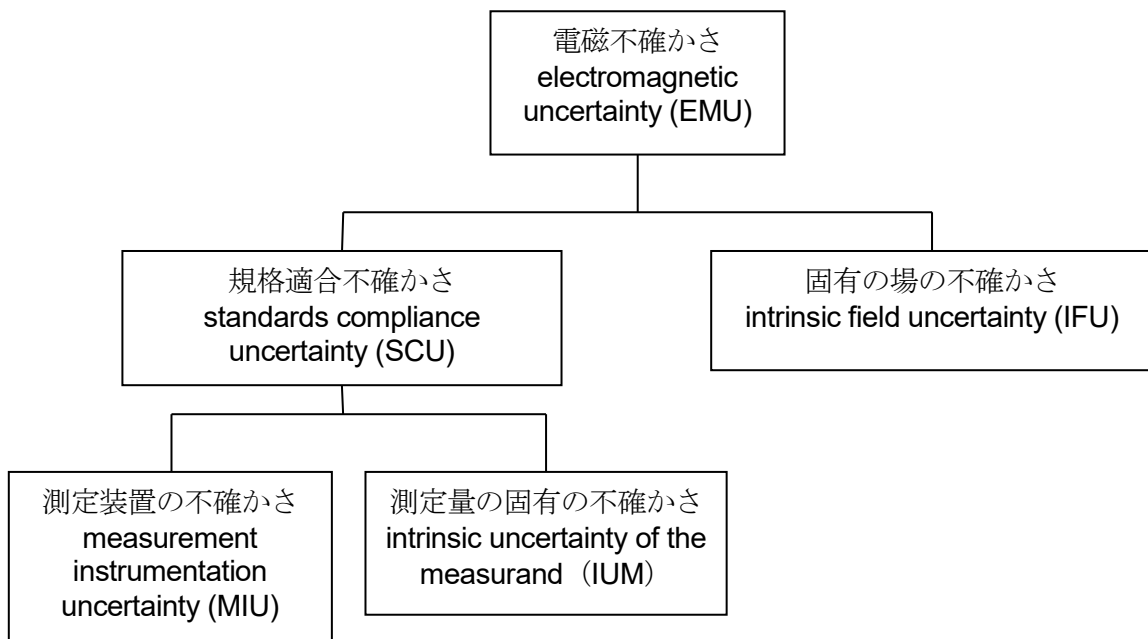 電磁不確かさ
electromagnetic
uncertainty (EMU)
規格適合不確かさ
standards compliance
uncertainty (SCU)
固有の場の不確かさ
intrinsic field uncertainty (IFU)
測定装置の不確かさ
measurement
instrumentation
uncertainty (MIU)
測定量の固有の不確かさ
intrinsic uncertainty of the
measurand（IUM）